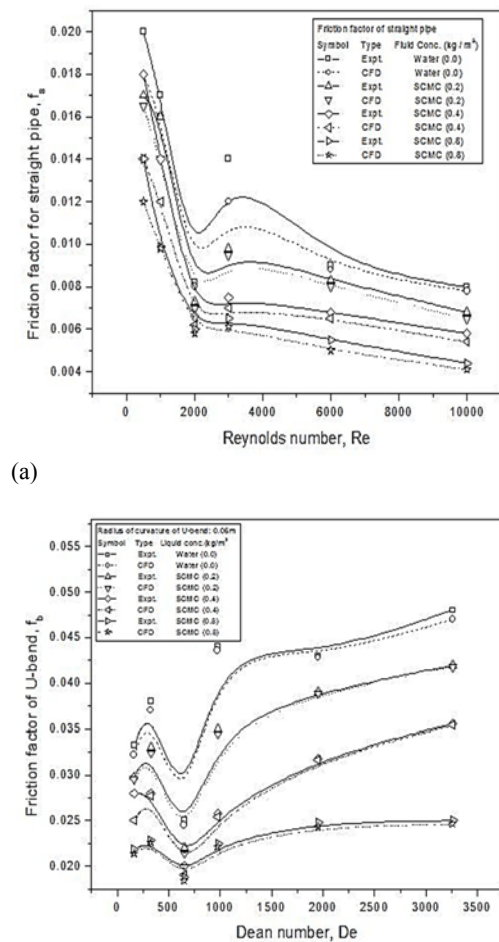 0.020
0.018
0.016
0.014
0.012
0.010
0.008
0.006
0.004
Friction factor for straight pipe, fs
Friction factor of straight pipe
Symbol Type Fluid Conc. (kg / m³)
Expt. Water (0.0)
CFD Water (0.0)
Expt. SCMC (0.2)
CFD SCMC (0.2)
Expt. SCMC (0.4)
CFD SCMC (0.4)
Expt. SCMC (0.8)
CFD SCMC (0.8)
0 2000 4000 6000 8000 10000
Reynolds number, Re
(a)
0.055
0.050
0.045
0.040
0.035
0.030
0.025
0.020
Friction factor of U-bend, fb
Radius of curvature of U-bend: 0.06m
Symbol Type Liquid conc.(kg/m³
Expt. Water (0.0)
CFD Water (0.0)
Expt. SCMC (0.2)
CFD SCMC (0.2)
Expt. SCMC (0.4)
CFD SCMC (0.4)
Expt. SCMC (0.8)
CFD SCMC (0.8)
0 500 1000 1500 2000 2500 3000 3500
Dean number, De